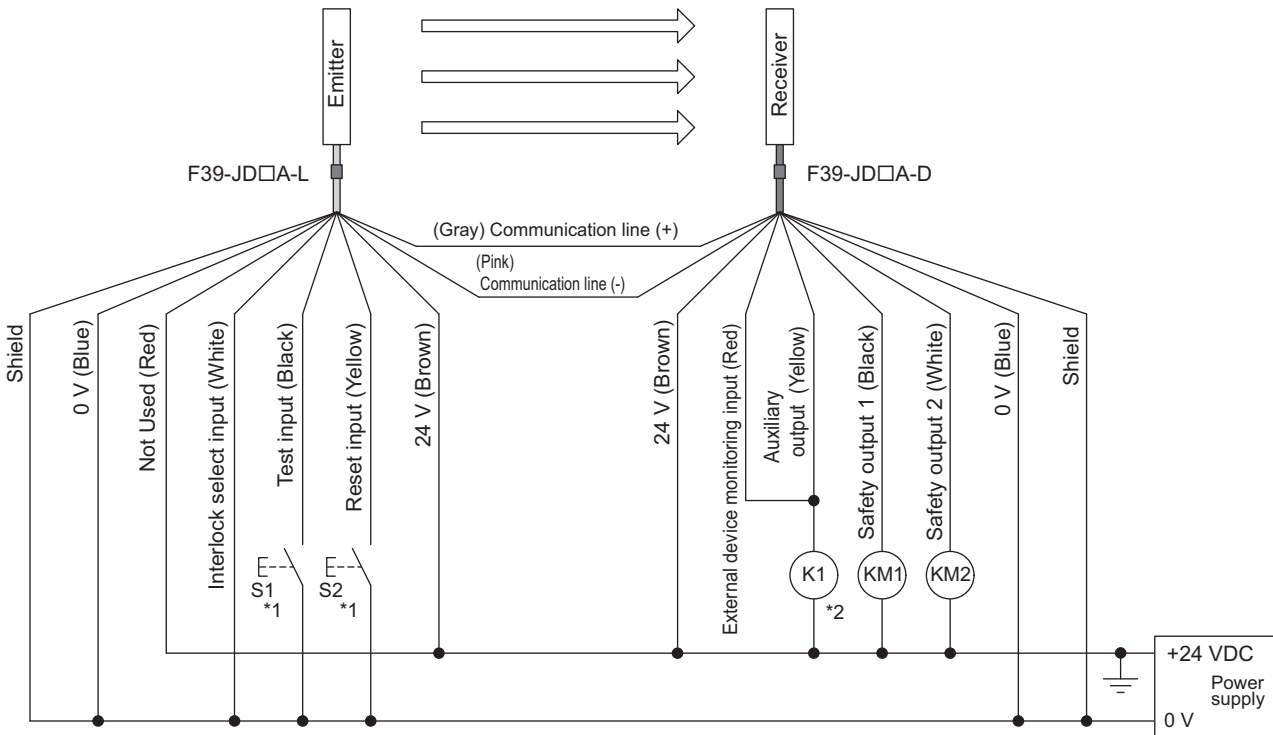 Emitter
Receiver
F39-JD□A-L
F39-JD□A-D
(Gray) Communication line (+)
(Pink)
Communication line (-)
Shield
0 V (Blue)
Not Used (Red)
Interlock select input (White)
Test input (Black)
Reset input (Yellow)
24 V (Brown)
24 V (Brown)
External device monitoring input (Red)
Auxiliary
output (Yellow)
Safety output 1 (Black)
Safety output 2 (White)
0 V (Blue)
Shield
S1
*1
S2
*1
K1
*2
KM1
KM2
+24 VDC
Power
supply
0 V